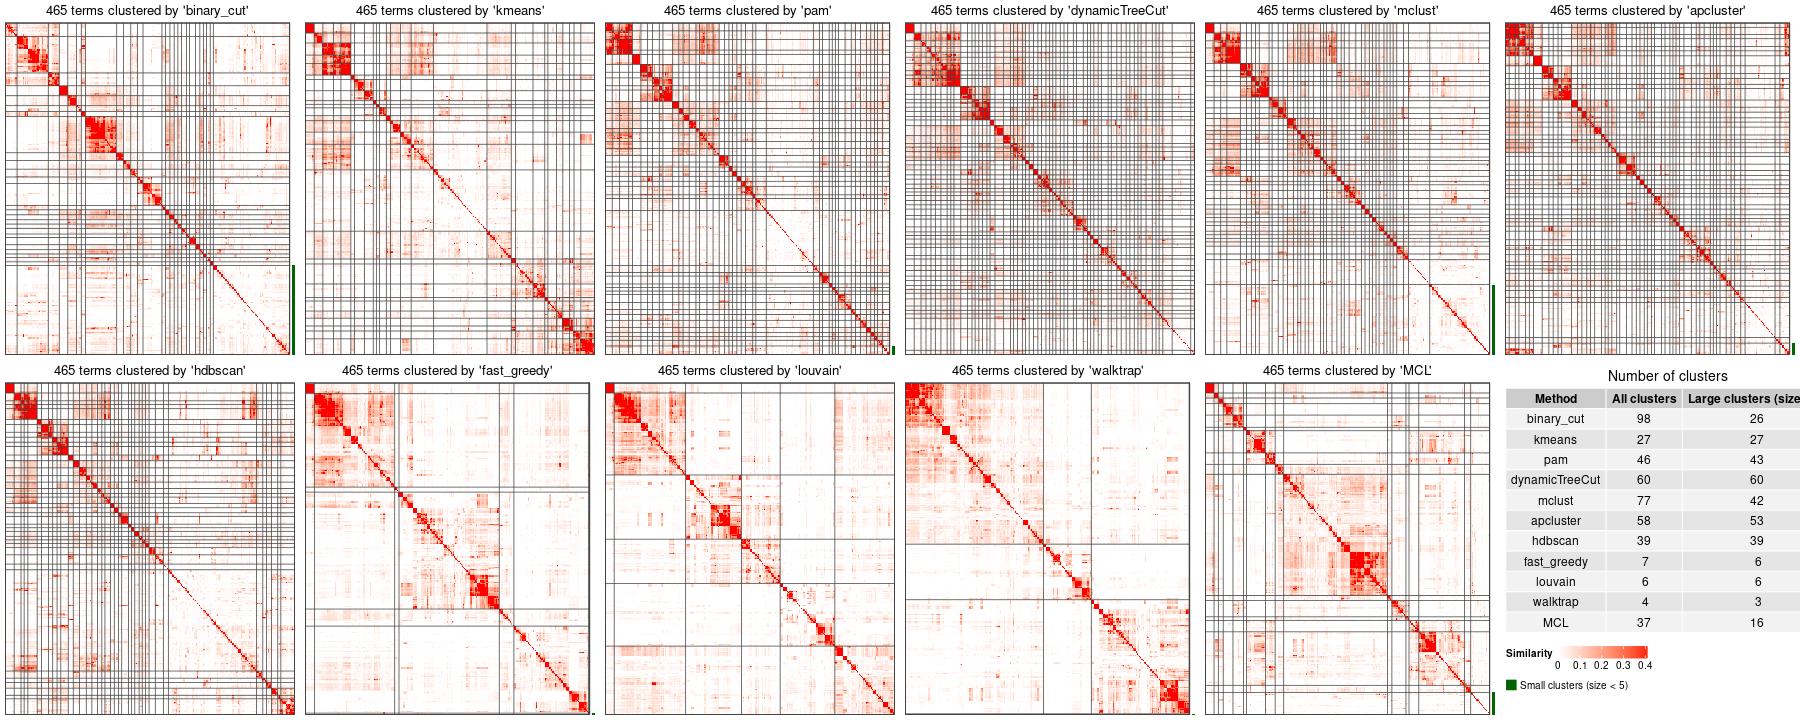 465 terms clustered by 'binary_cut'
465 terms clustered by 'kmeans'
465 terms clustered by 'pam'
465 terms clustered by 'dynamicTreeCut'
465 terms clustered by 'mclust'
465 terms clustered by 'apcluster'
465 terms clustered by 'hdbscan'
465 terms clustered by 'fast_greedy'
465 terms clustered by 'louvain'
465 terms clustered by 'walktrap'
465 terms clustered by 'MCL'
Number of clusters
Method All clusters Large clusters (size
binary_cut 98 26
kmeans 27 27
pam 46 43
dynamicTreeCut 60 60
mclust 77 42
apcluster 58 53
hdbscan 39 39
fast_greedy 7 6
louvain 6 6
walktrap 4 3
MCL 37 16
Similarity
0 0.1 0.2 0.3 0.4
Small clusters (size < 5)